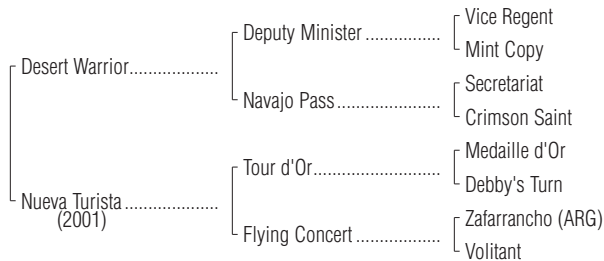 Vice Regent
Deputy Minister
Mint Copy
Desert Warrior
Secretariat
Navajo Pass
Crimson Saint
Medaille d'Or
Tour d'Or
Debby's Turn
Nueva Turista
(2001)
Zafarrancho (ARG)
Flying Concert
Volitant